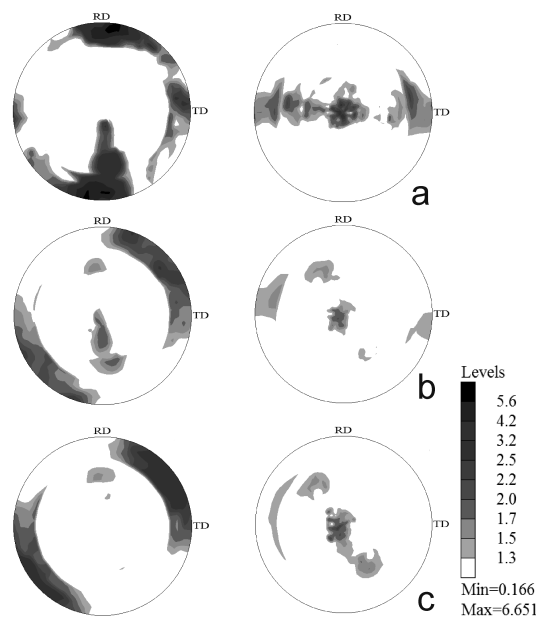 RD
RD
TD
TD
a
RD
RD
TD
TD
b
Levels
5.6
4.2
3.2
2.5
2.2
2.0
1.7
1.5
1.3
Min=0.166
Max=6.651
RD
RD
TD
TD
c